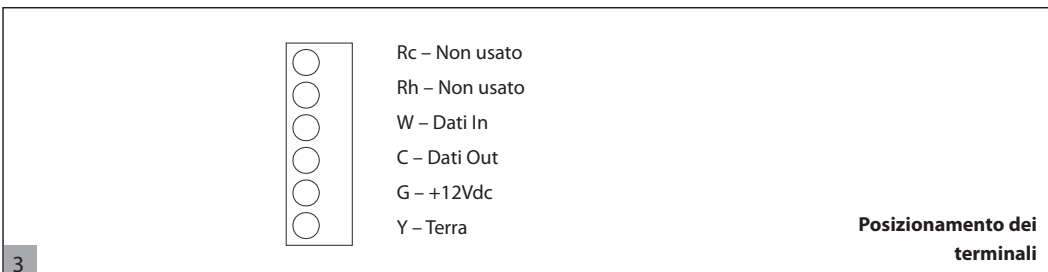 Rc – Non usato
Rh – Non usato
W – Dati In
C – Dati Out
G – +12Vdc
Y – Terra
Posizionamento dei
terminali
3